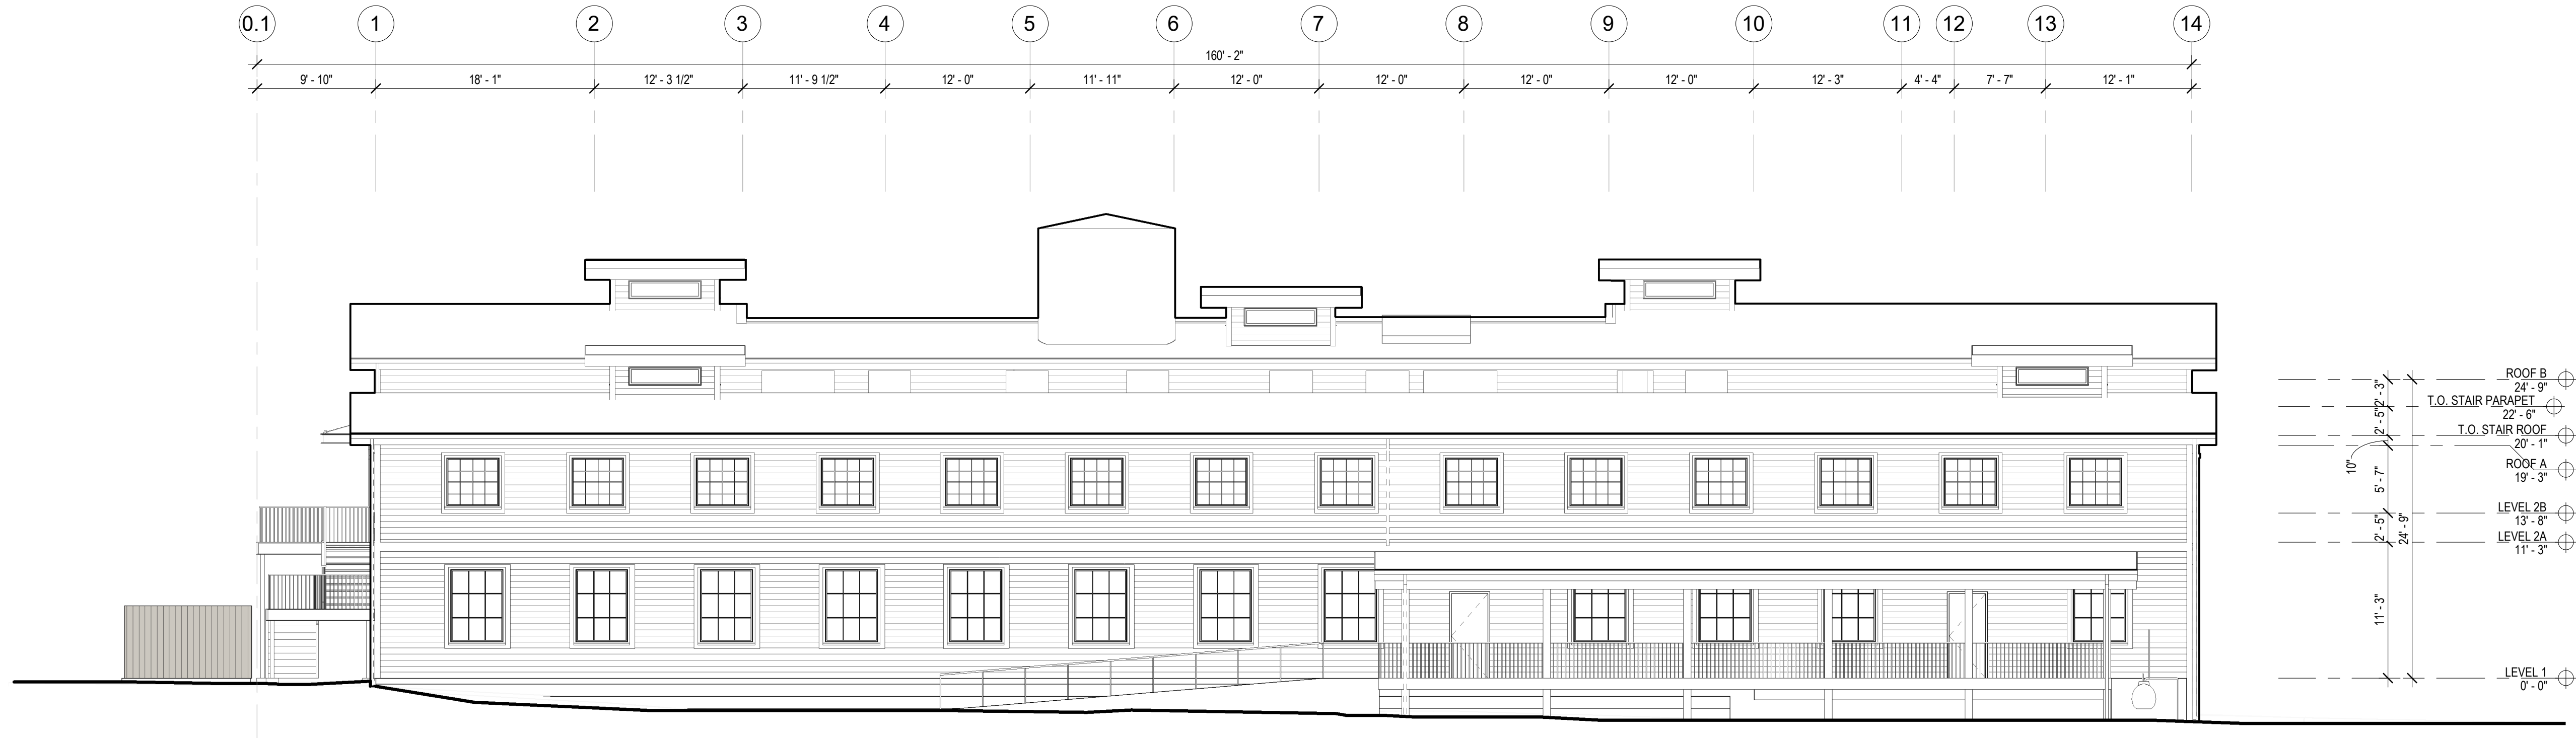 0.1 1 2 3 4 5 6 7 8 9 10 11 12 13 14
160' - 2"
9' - 10" 18' - 1" 12' - 3 1/2" 11' - 9 1/2" 12' - 0" 11' - 11" 12' - 0" 12' - 0" 12' - 0" 12' - 0" 12' - 3" 4' - 4" 7' - 7" 12' - 1"
ROOF B
24' - 9"
T.O. STAIR PARAPET
22' - 6"
T.O. STAIR ROOF
20' - 1"
ROOF A
19' - 3"
LEVEL 2B
13' - 8"
LEVEL 2A
11' - 3"
LEVEL 1
0' - 0"
2' - 3"
2' - 5"
10"
5' - 7"
2' - 5"
11' - 3"
24' - 9"